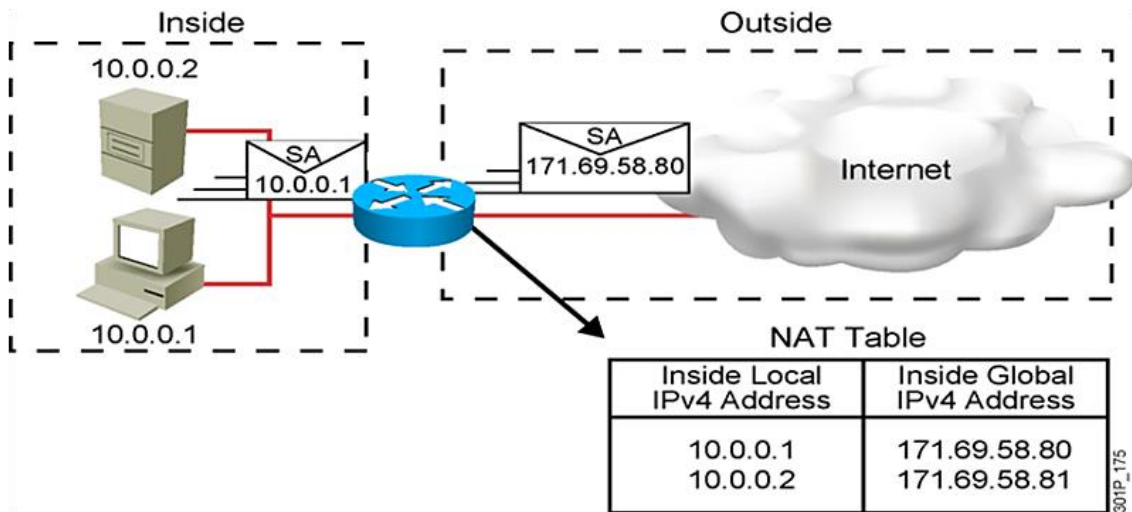 Inside
Outside
10.0.0.2
SA
10.0.0.1
SA
171.69.58.80
Internet
10.0.0.1
NAT Table
Inside Local
IPv4 Address
Inside Global
IPv4 Address
10.0.0.1
171.69.58.80
10.0.0.2
171.69.58.81
301P_175